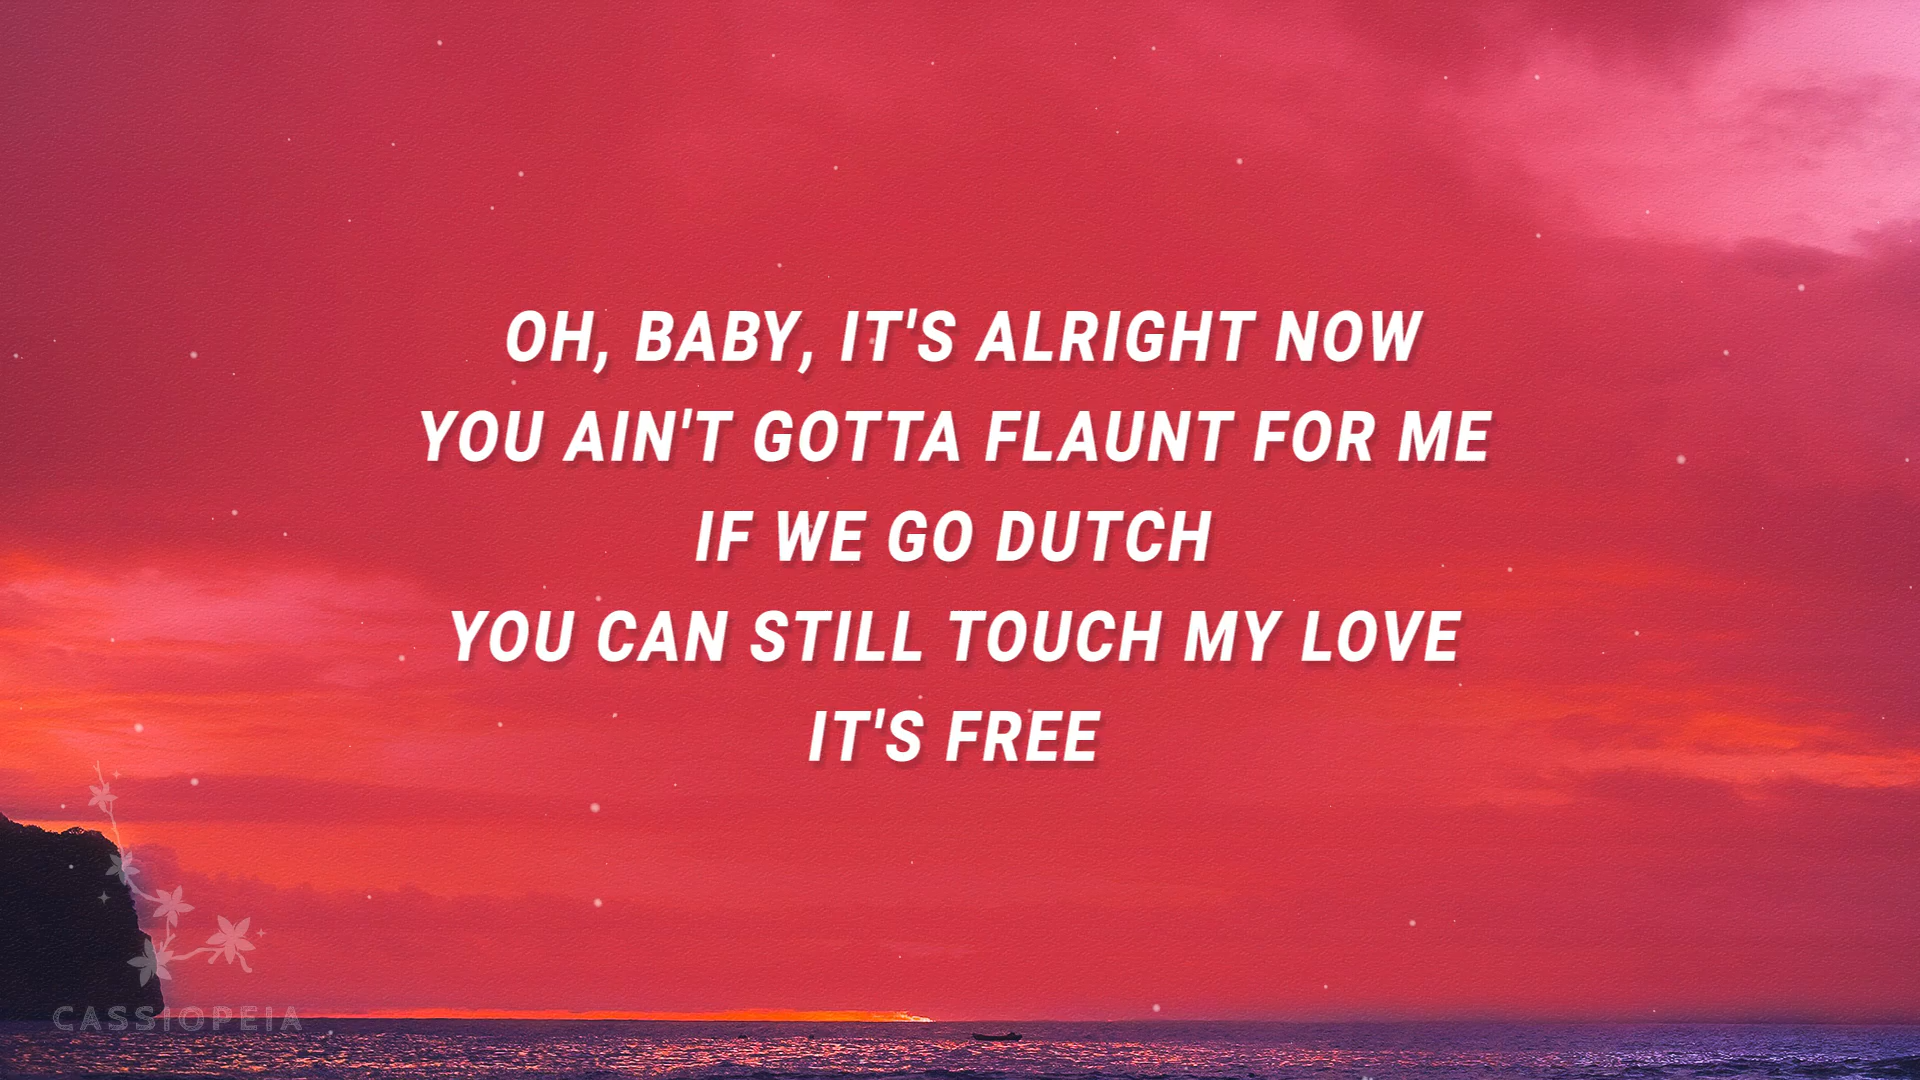 OH, BABY, IT'S ALRIGHT NOW
YOU AIN'T GOTTA FLAUNT FOR ME
IF WE GO DUTCH
YOU CAN STILL TOUCH MY LOVE
IT'S FREE
CASSIOPEIA